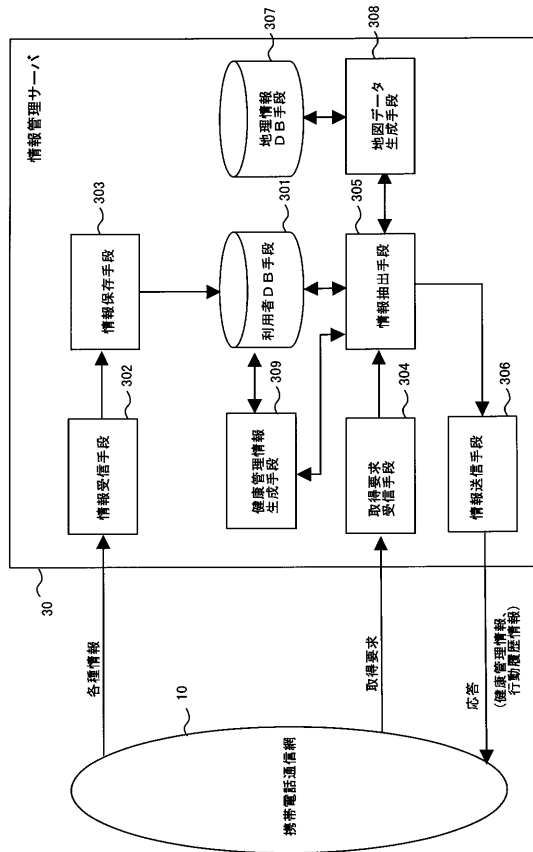 情報管理サーバ
30
各種情報
情報受信手段
302
情報保存手段
303
10
携帯電話通信網
健康管理情報
生成手段
309
利用者DB手段
301
地理情報
DB手段
307
取得要求
取得要求
受信手段
304
情報抽出手段
305
地図データ
生成手段
308
応答
(健康管理情報、
行動履歴情報)
情報送信手段
306